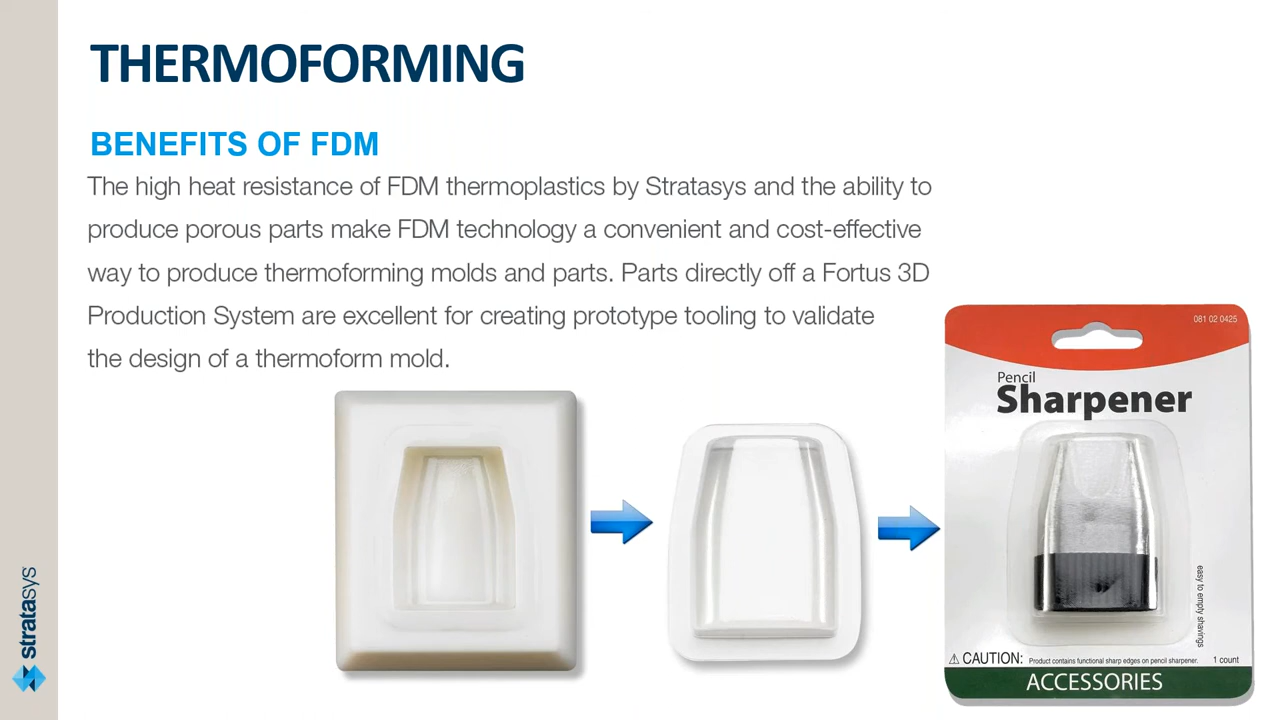 THERMOFORMING
BENEFITS OF FDM
The high heat resistance of FDM thermoplastics by Stratasys and the ability to
produce porous parts make FDM technology a convenient and cost-effective
way to produce thermoforming molds and parts. Parts directly off a Fortus 3D
Production System are excellent for creating prototype tooling to validate
the design of a thermoform mold.
081 02 0425
Pencil
Sharpener
easy to empty shavings
CAUTION: Product contains functional sharp edges on pencil sharpener. 1 count
ACCESSORIES
stratasys